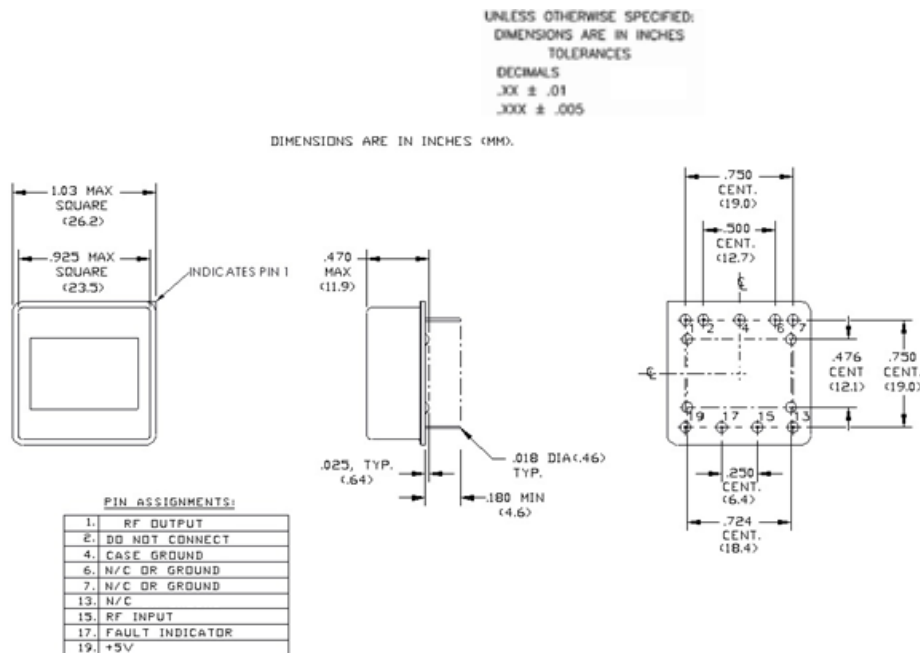 UNLESS OTHERWISE SPECIFIED:
DIMENSIONS ARE IN INCHES
TOLERANCES
DECIMALS
.XX ± .01
.XXX ± .005
DIMENSIONS ARE IN INCHES (MM).
1.03 MAX
SQUARE
(26.2)
.925 MAX
SQUARE
(23.5)
INDICATES PIN 1
.470
MAX
(11.9)
.025, TYP.
(.64)
.018 DIA(.46)
TYP.
.180 MIN
(4.6)
.750
CENT.
(19.0)
.500
CENT.
(12.7)
1 2 4 6 7
.476
CENT
(12.1)
.750
CENT.
(19.0)
19 17 15 13
.250
CENT.
(6.4)
.724
CENT.
(18.4)
PIN ASSIGNMENTS:
1. RF OUTPUT
2. DO NOT CONNECT
4. CASE GROUND
6. N/C OR GROUND
7. N/C OR GROUND
13. N/C
15. RF INPUT
17. FAULT INDICATOR
19. +5V